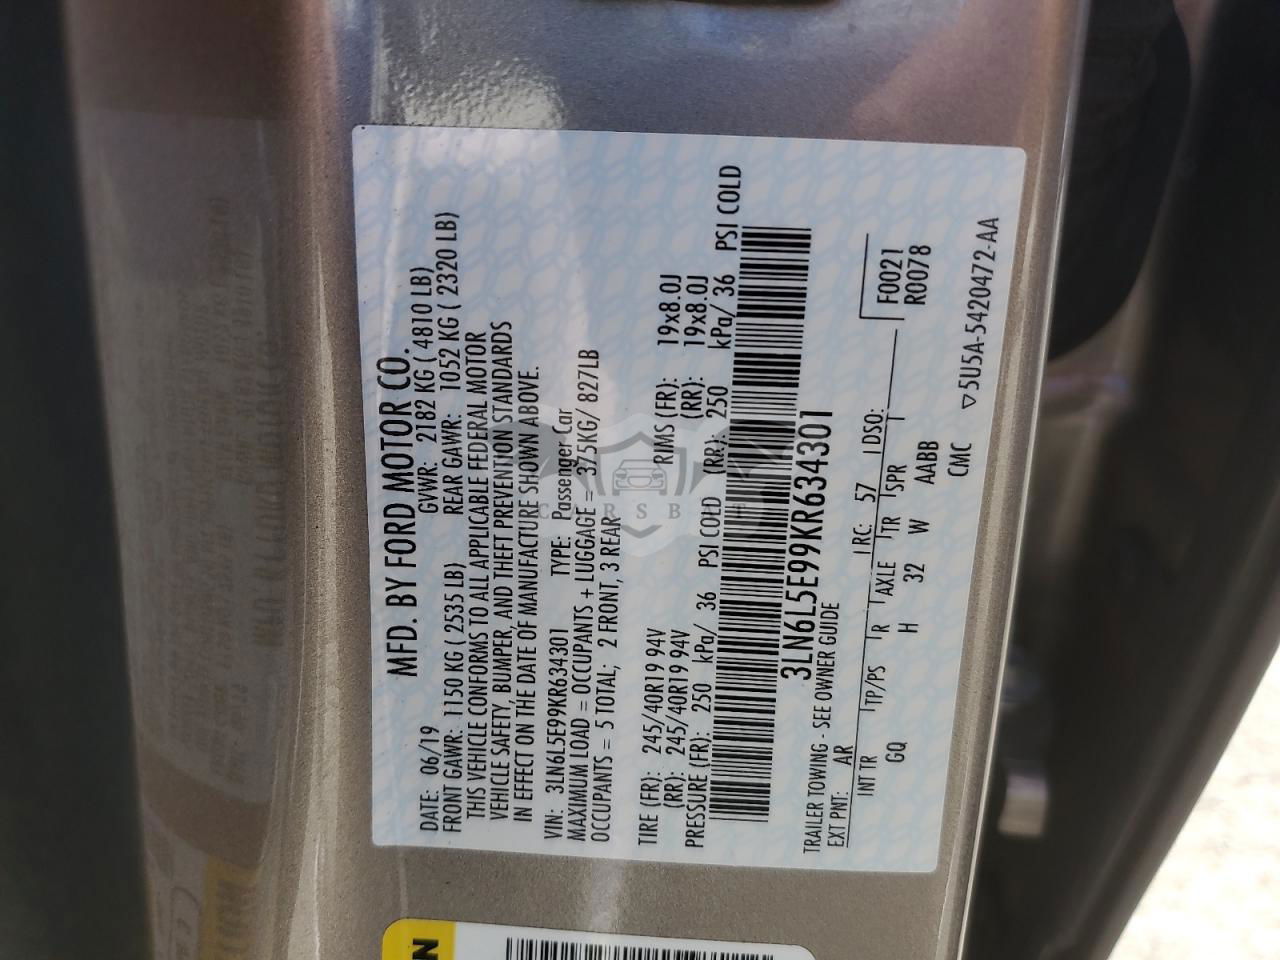 MFD. BY FORD MOTOR CO.
DATE: 06/19 GVWR: 2182 KG ( 4810 LB)
FRONT GAWR: 1150 KG ( 2535 LB) REAR GAWR: 1052 KG ( 2320 LB)
THIS VEHICLE CONFORMS TO ALL APPLICABLE FEDERAL MOTOR
VEHICLE SAFETY, BUMPER, AND THEFT PREVENTION STANDARDS
IN EFFECT ON THE DATE OF MANUFACTURE SHOWN ABOVE.
VIN: 3LN6L5E99KR634301 TYPE: Passenger Car
MAXIMUM LOAD = OCCUPANTS + LUGGAGE = 375KG/ 827LB
OCCUPANTS = 5 TOTAL; 2 FRONT, 3 REAR
TIRE (FR): 245/40R19 94V RIMS (FR): 19x8.0J
(RR): 245/40R19 94V (RR): 19x8.0J
PRESSURE (FR): 250 kPa/ 36 PSI COLD (RR): 250 kPa/ 36 PSI COLD
3LN6L5E99KR634301
TRAILER TOWING - SEE OWNER GUIDE
EXT PNT: AR RC: 57 DSO: F0021
R0078
INT TR TP/PS R AXLE TR SPR
GQ H 32 W AABB
CMC
▽5U5A-5420472-AA
CARSBUT